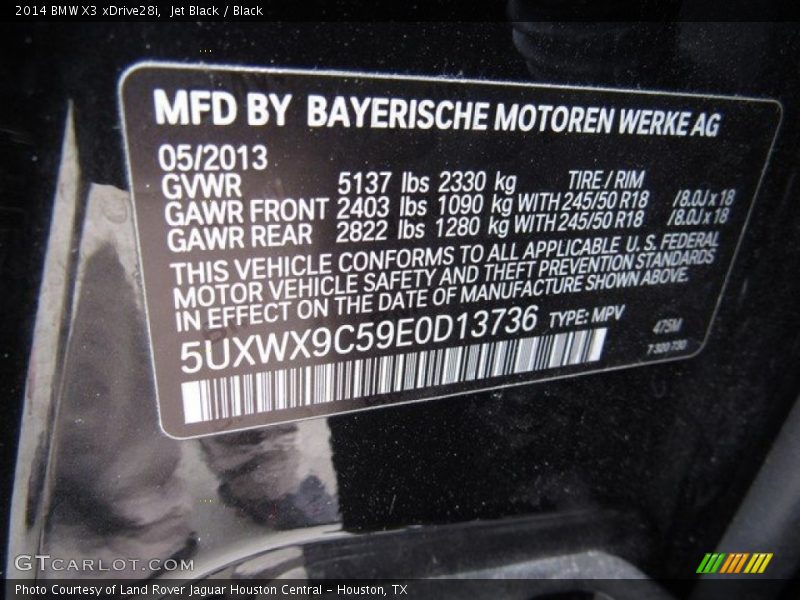 2014 BMW X3 xDrive28i, Jet Black / Black
MFD BY BAYERISCHE MOTOREN WERKE AG
05/2013
GVWR 5137 lbs 2330 kg TIRE / RIM
GAWR FRONT 2403 lbs 1090 kg WITH 245/50 R18 /8.0J x 18
GAWR REAR 2822 lbs 1280 kg WITH 245/50 R18 /8.0J x 18
THIS VEHICLE CONFORMS TO ALL APPLICABLE U.S. FEDERAL
MOTOR VEHICLE SAFETY AND THEFT PREVENTION STANDARDS
IN EFFECT ON THE DATE OF MANUFACTURE SHOWN ABOVE.
5UXWX9C59E0D13736 TYPE: MPV 475M
7 320 730
GTCARLOT.COM
Photo Courtesy of Land Rover Jaguar Houston Central - Houston, TX